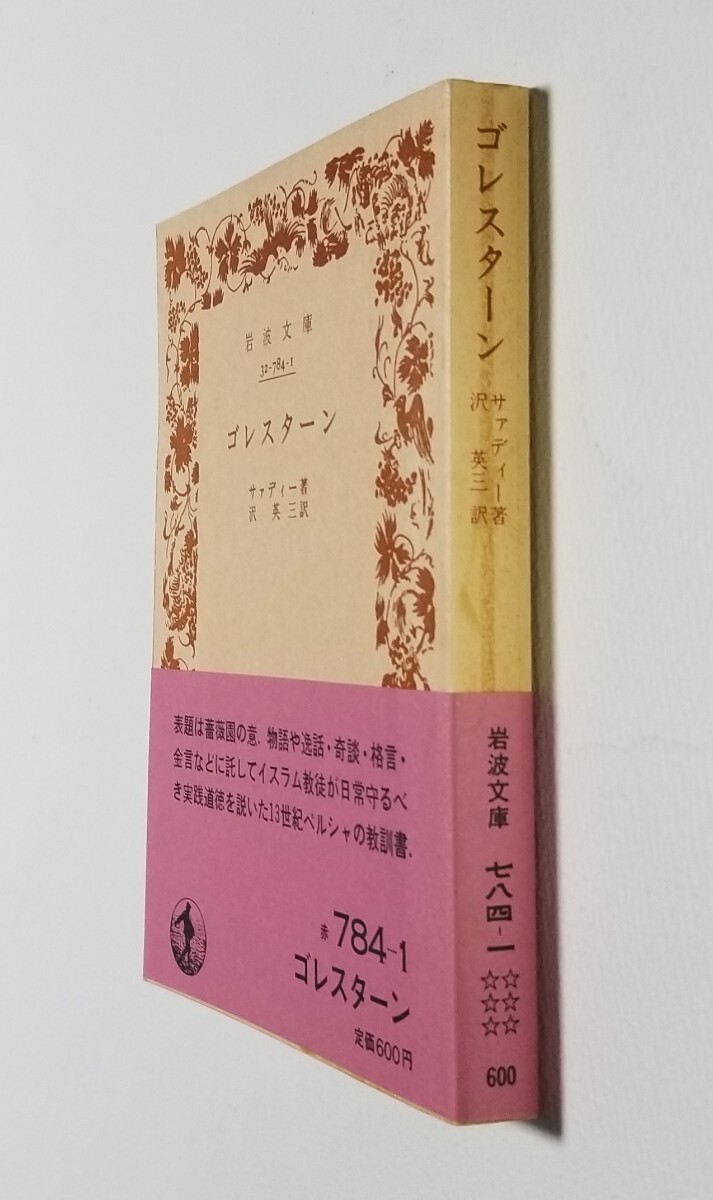 岩波文庫
32-784-1
ゴレスターン
サァディー著
沢 英三訳
表題は薔薇園の意.物語や逸話・奇談・格言・
金言などに託してイスラム教徒が日常守るべ
き実践道徳を説いた13世紀ペルシャの教訓書.
赤 784-1
ゴレスターン
定価600円
ゴレスターン
サァディー著
沢 英三 訳
岩波文庫 七八四-一
☆☆
☆☆
☆☆
600